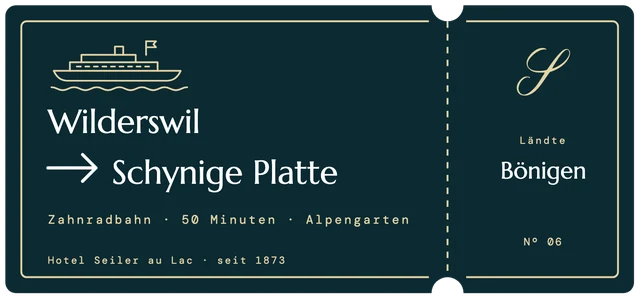 Wilderswil
→ Schynige Platte
Zahnradbahn · 50 Minuten · Alpengarten
Hotel Seiler au Lac · seit 1873
S
Ländte
Bönigen
Nº 06